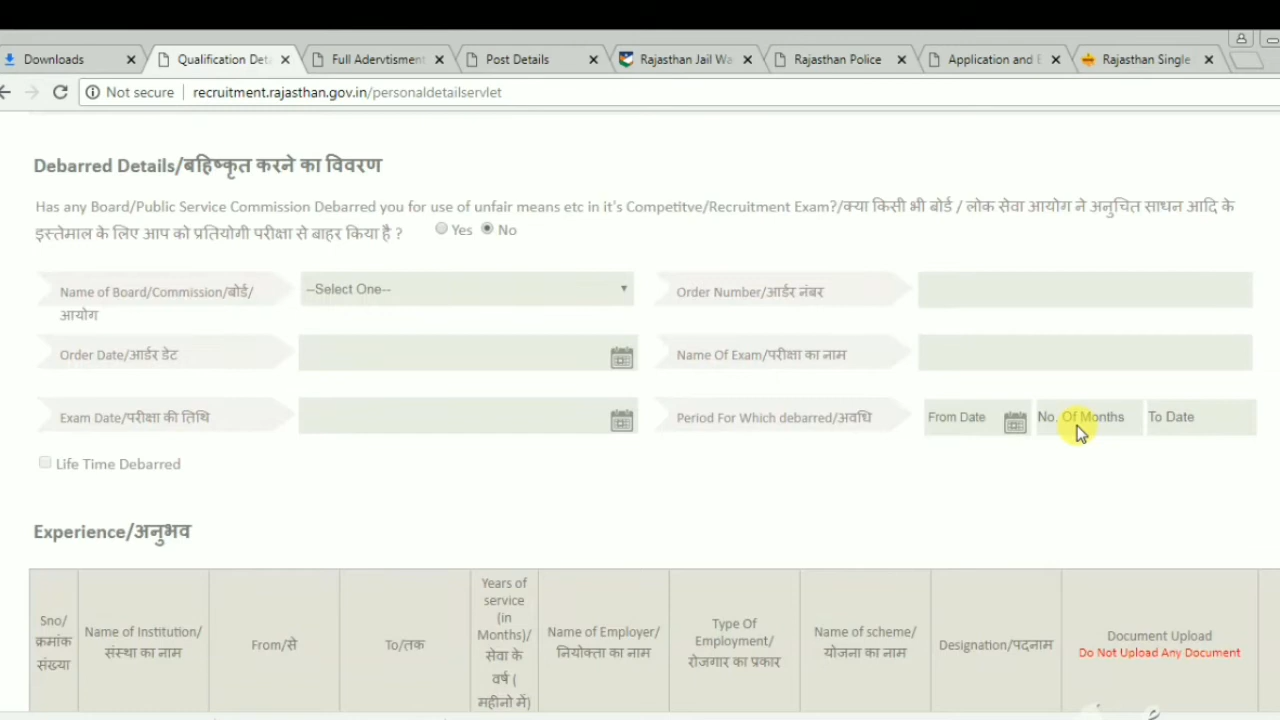 Downloads
Qualification Deta
Full Adervtisment
Post Details
Rajasthan Jail Wa
Rajasthan Police
Application and E
Rajasthan Single
Not secure | recruitment.rajasthan.gov.in/personaldetailservlet
Debarred Details/बहिष्कृत करने का विवरण
Has any Board/Public Service Commission Debarred you for use of unfair means etc in it's Competitve/Recruitment Exam?/क्या किसी भी बोर्ड / लोक सेवा आयोग ने अनुचित साधन आदि के
इस्तेमाल के लिए आप को प्रतियोगी परीक्षा से बाहर किया है ? Yes No
Name of Board/Commission/बोर्ड/
आयोग
--Select One--
Order Number/आर्डर नंबर
Order Date/आर्डर डेट
Name Of Exam/परीक्षा का नाम
Exam Date/परीक्षा की तिथि
Period For Which debarred/अवधि
From Date
No. Of Months
To Date
Life Time Debarred
Experience/अनुभव
Sno/
क्रमांक
संख्या
Name of Institution/
संस्था का नाम
From/से
To/तक
Years of
service
(in
Months)/
सेवा के
वर्ष (
महीनो में)
Name of Employer/
नियोक्ता का नाम
Type Of
Employment/
रोजगार का प्रकार
Name of scheme/
योजना का नाम
Designation/पदनाम
Document Upload
Do Not Upload Any Document